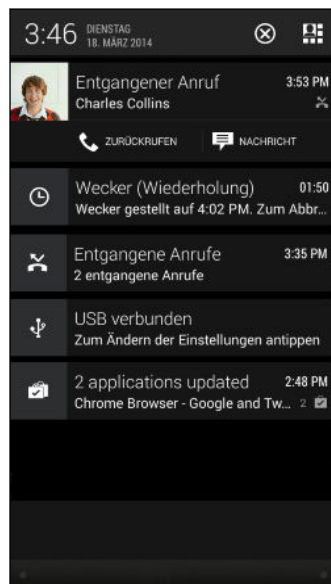 3:46 DIENSTAG
18. MÄRZ 2014
Entgangener Anruf 3:53 PM
Charles Collins
ZURÜCKRUFEN NACHRICHT
Wecker (Wiederholung) 01:50
Wecker gestellt auf 4:02 PM. Zum Abbr...
Entgangene Anrufe 3:35 PM
2 entgangene Anrufe
USB verbunden
Zum Ändern der Einstellungen antippen
2 applications updated 2:48 PM
Chrome Browser - Google and Tw... 2